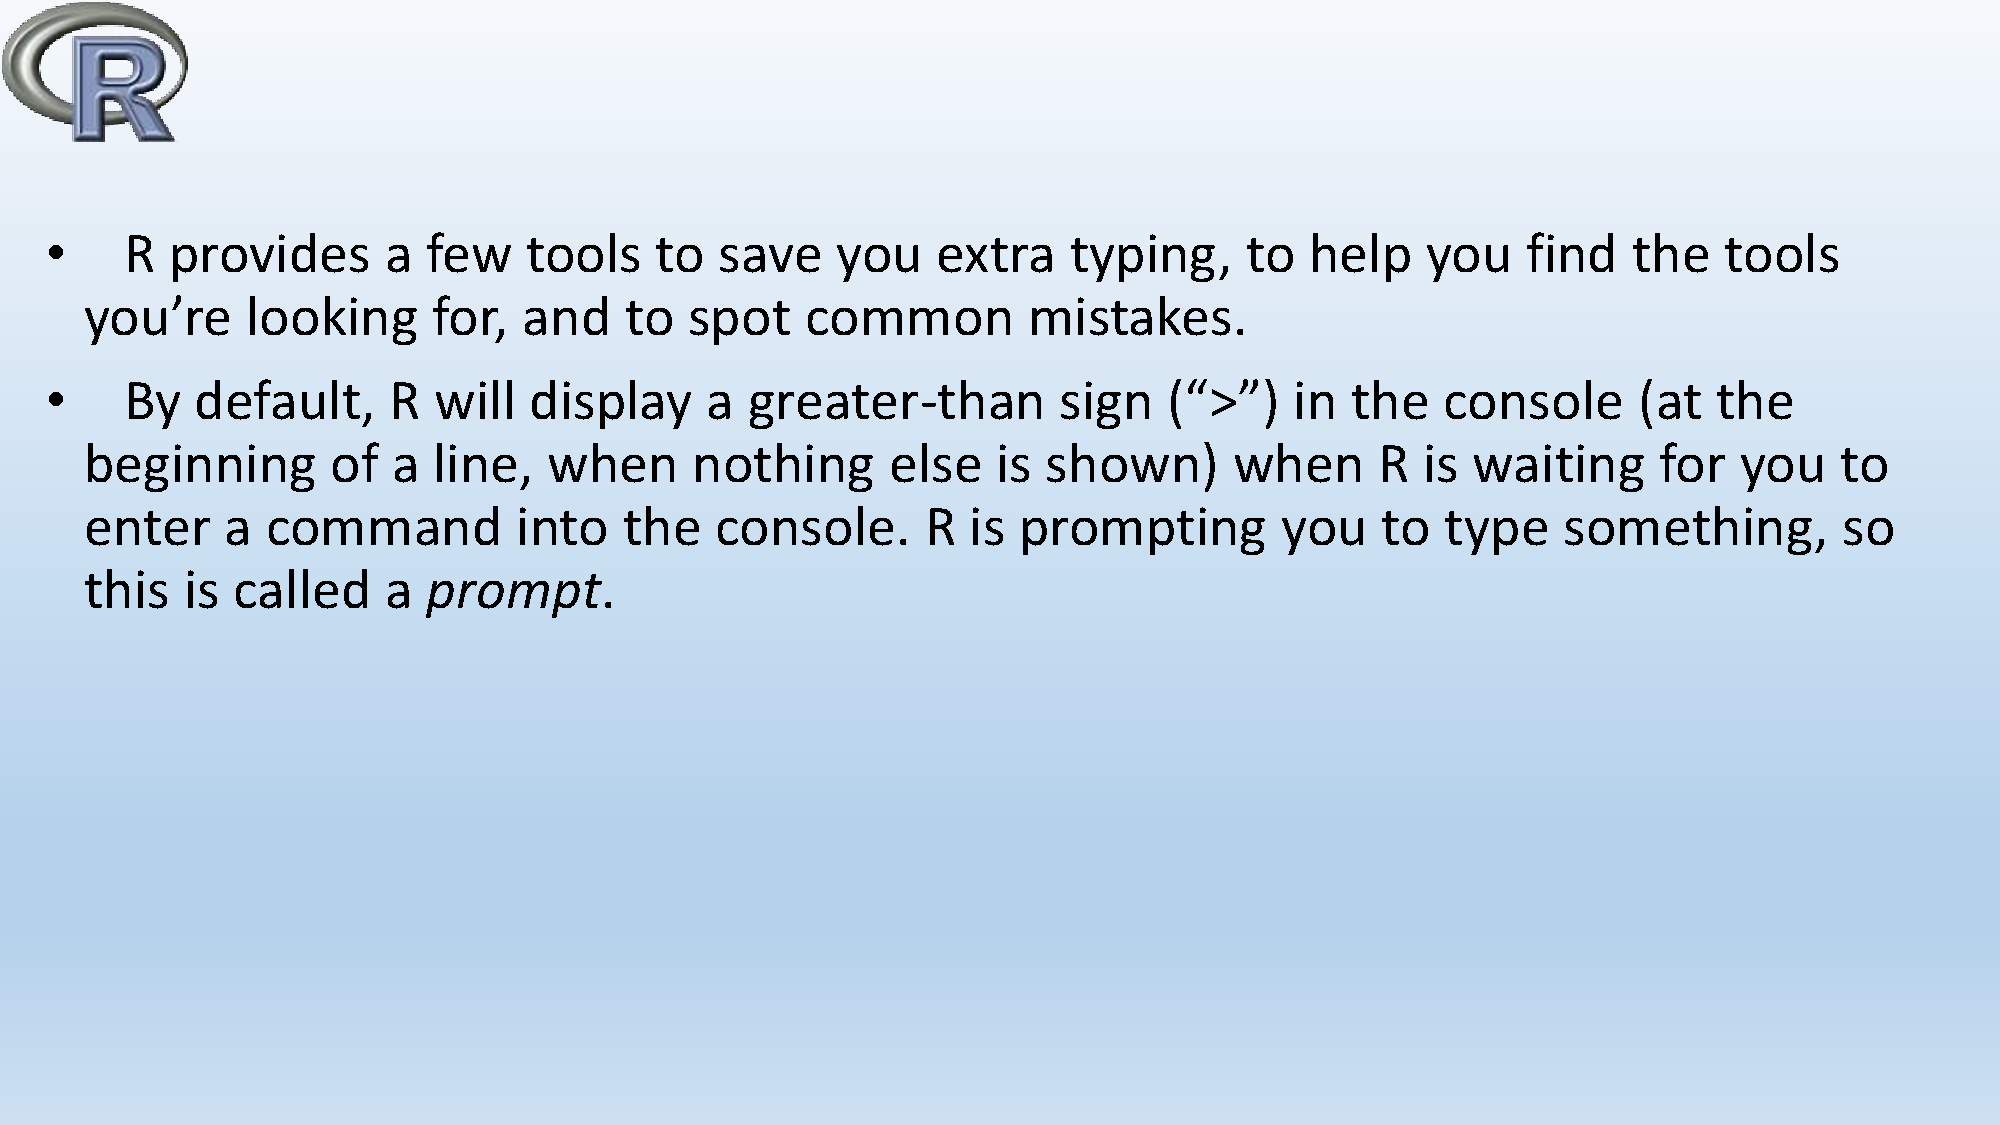 R
• R provides a few tools to save you extra typing, to help you find the tools
you’re looking for, and to spot common mistakes.
• By default, R will display a greater-than sign (“>”) in the console (at the
beginning of a line, when nothing else is shown) when R is waiting for you to
enter a command into the console. R is prompting you to type something, so
this is called a prompt.